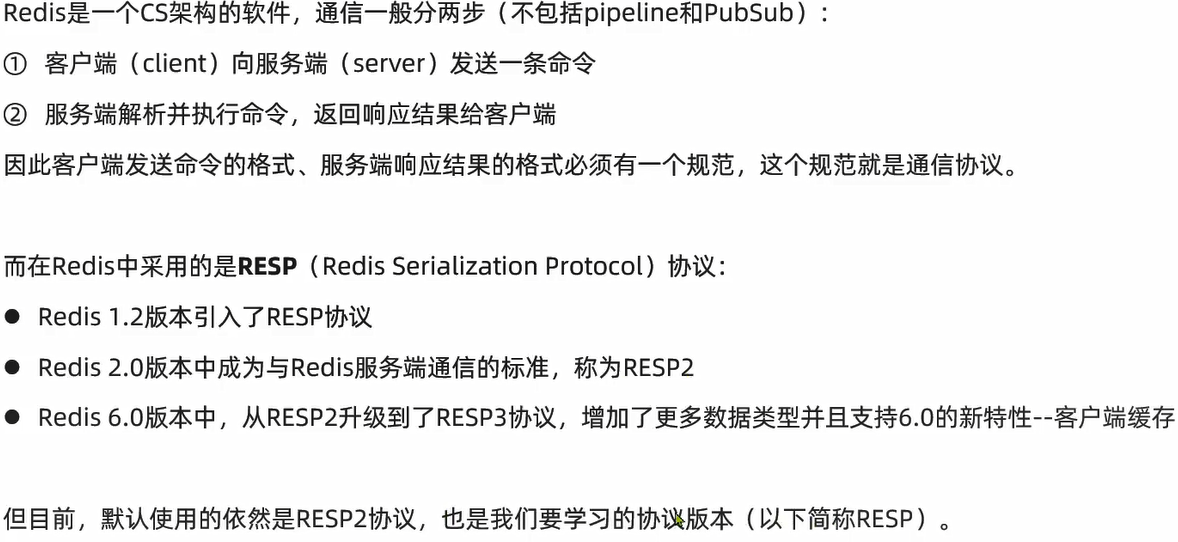 Redis是一个CS架构的软件，通信一般分两步（不包括pipeline和PubSub）：
① 客户端（client）向服务端（server）发送一条命令
② 服务端解析并执行命令，返回响应结果给客户端
因此客户端发送命令的格式、服务端响应结果的格式必须有一个规范，这个规范就是通信协议。
而在Redis中采用的是RESP（Redis Serialization Protocol）协议：
● Redis 1.2版本引入了RESP协议
● Redis 2.0版本中成为与Redis服务端通信的标准，称为RESP2
● Redis 6.0版本中，从RESP2升级到了RESP3协议，增加了更多数据类型并且支持6.0的新特性--客户端缓存
但目前，默认使用的依然是RESP2协议，也是我们要学习的协议版本（以下简称RESP）。